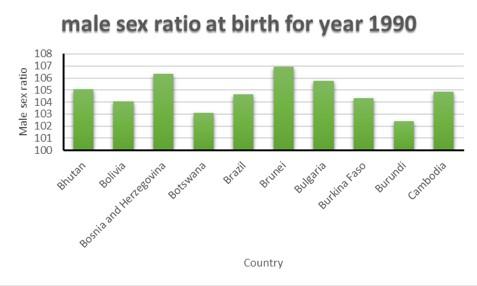 male sex ratio at birth for year 1990
108
107
106
105
104
103
102
101
100
Male sex ratio
Bhutan
Bolivia
Bosnia and Herzegovina
Botswana
Brazil
Brunei
Bulgaria
Burkina Faso
Burundi
Cambodia
Country